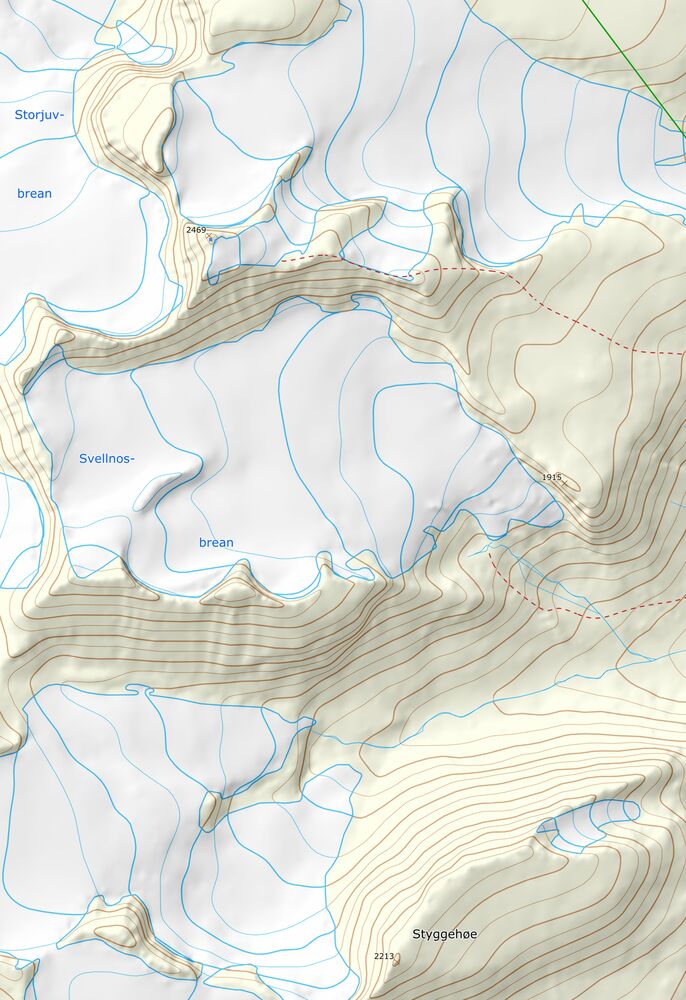 Storjuv-
brean
2469
Svellnos-
1915
brean
Styggehøe
2213